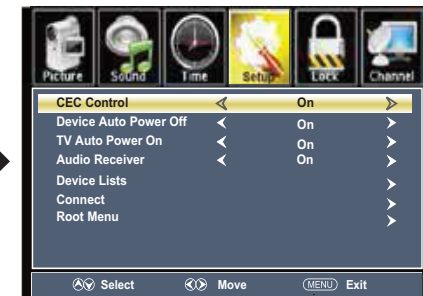 Picture Sound Time Setup Lock Channel
CEC Control On
Device Auto Power Off On
TV Auto Power On On
Audio Receiver On
Device Lists
Connect
Root Menu
Select Move MENU Exit